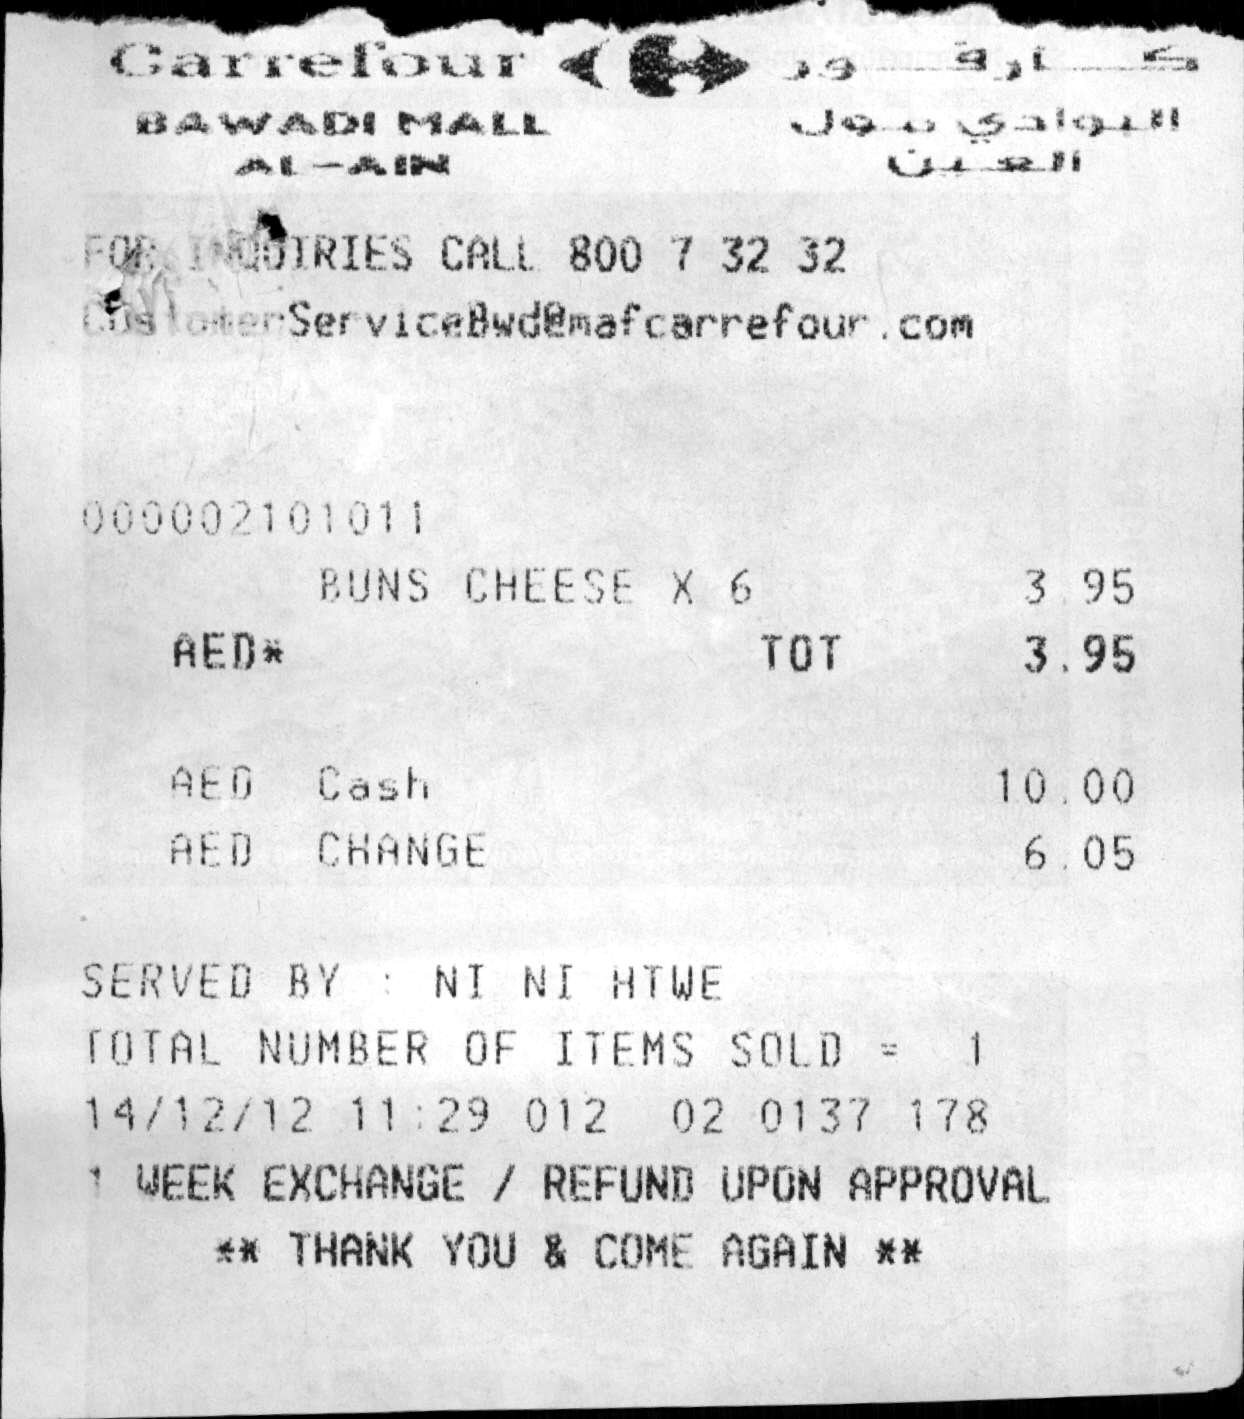 Carrefour كارفور
BAWADI MALL البوادي مول
AL-AIN العين
FOR INQUIRIES CALL 800 7 32 32
CustomerServiceBwd@mafcarrefour.com
000002101011
BUNS CHEESE X 6 3.95
AED* TOT 3.95
AED Cash 10.00
AED CHANGE 6.05
SERVED BY : NI NI HTWE
TOTAL NUMBER OF ITEMS SOLD = 1
14/12/12 11:29 012 02 0137 178
1 WEEK EXCHANGE / REFUND UPON APPROVAL
** THANK YOU & COME AGAIN **